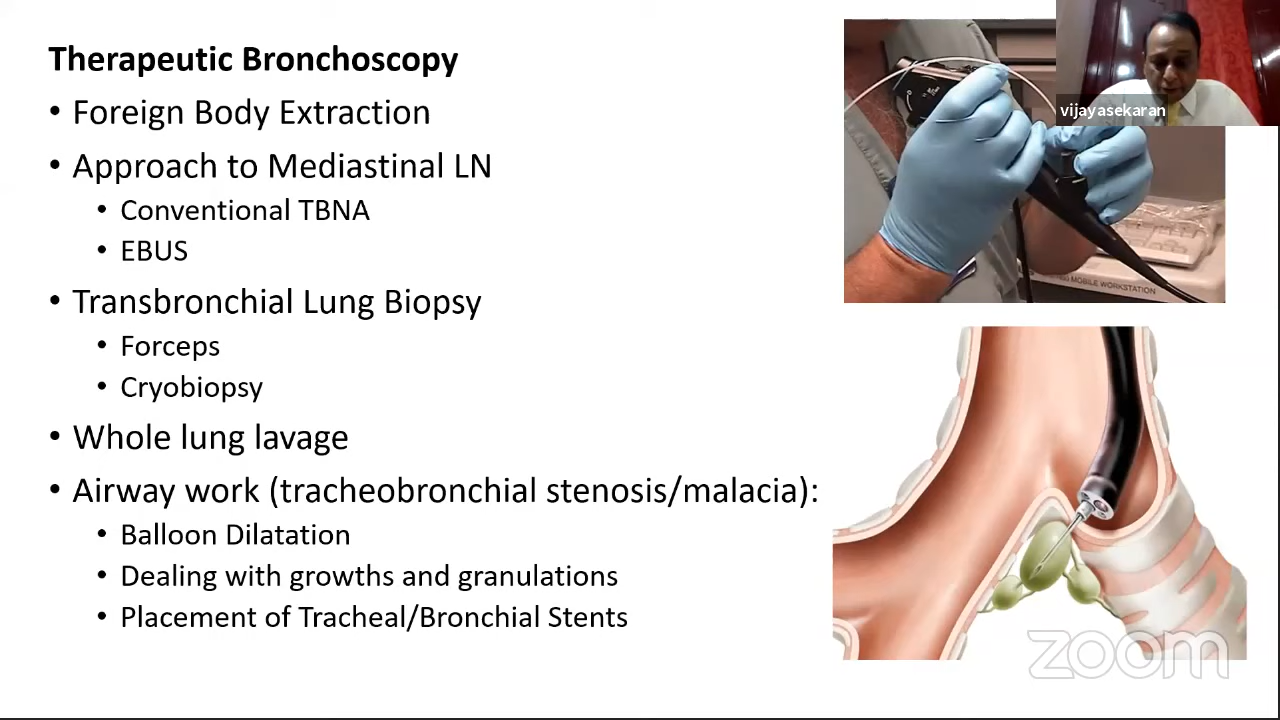 Therapeutic Bronchoscopy
• Foreign Body Extraction
• Approach to Mediastinal LN
• Conventional TBNA
• EBUS
• Transbronchial Lung Biopsy
• Forceps
• Cryobiopsy
• Whole lung lavage
• Airway work (tracheobronchial stenosis/malacia):
• Balloon Dilatation
• Dealing with growths and granulations
• Placement of Tracheal/Bronchial Stents
vijayasekaran
MOBILE WORKSTATION
zoom